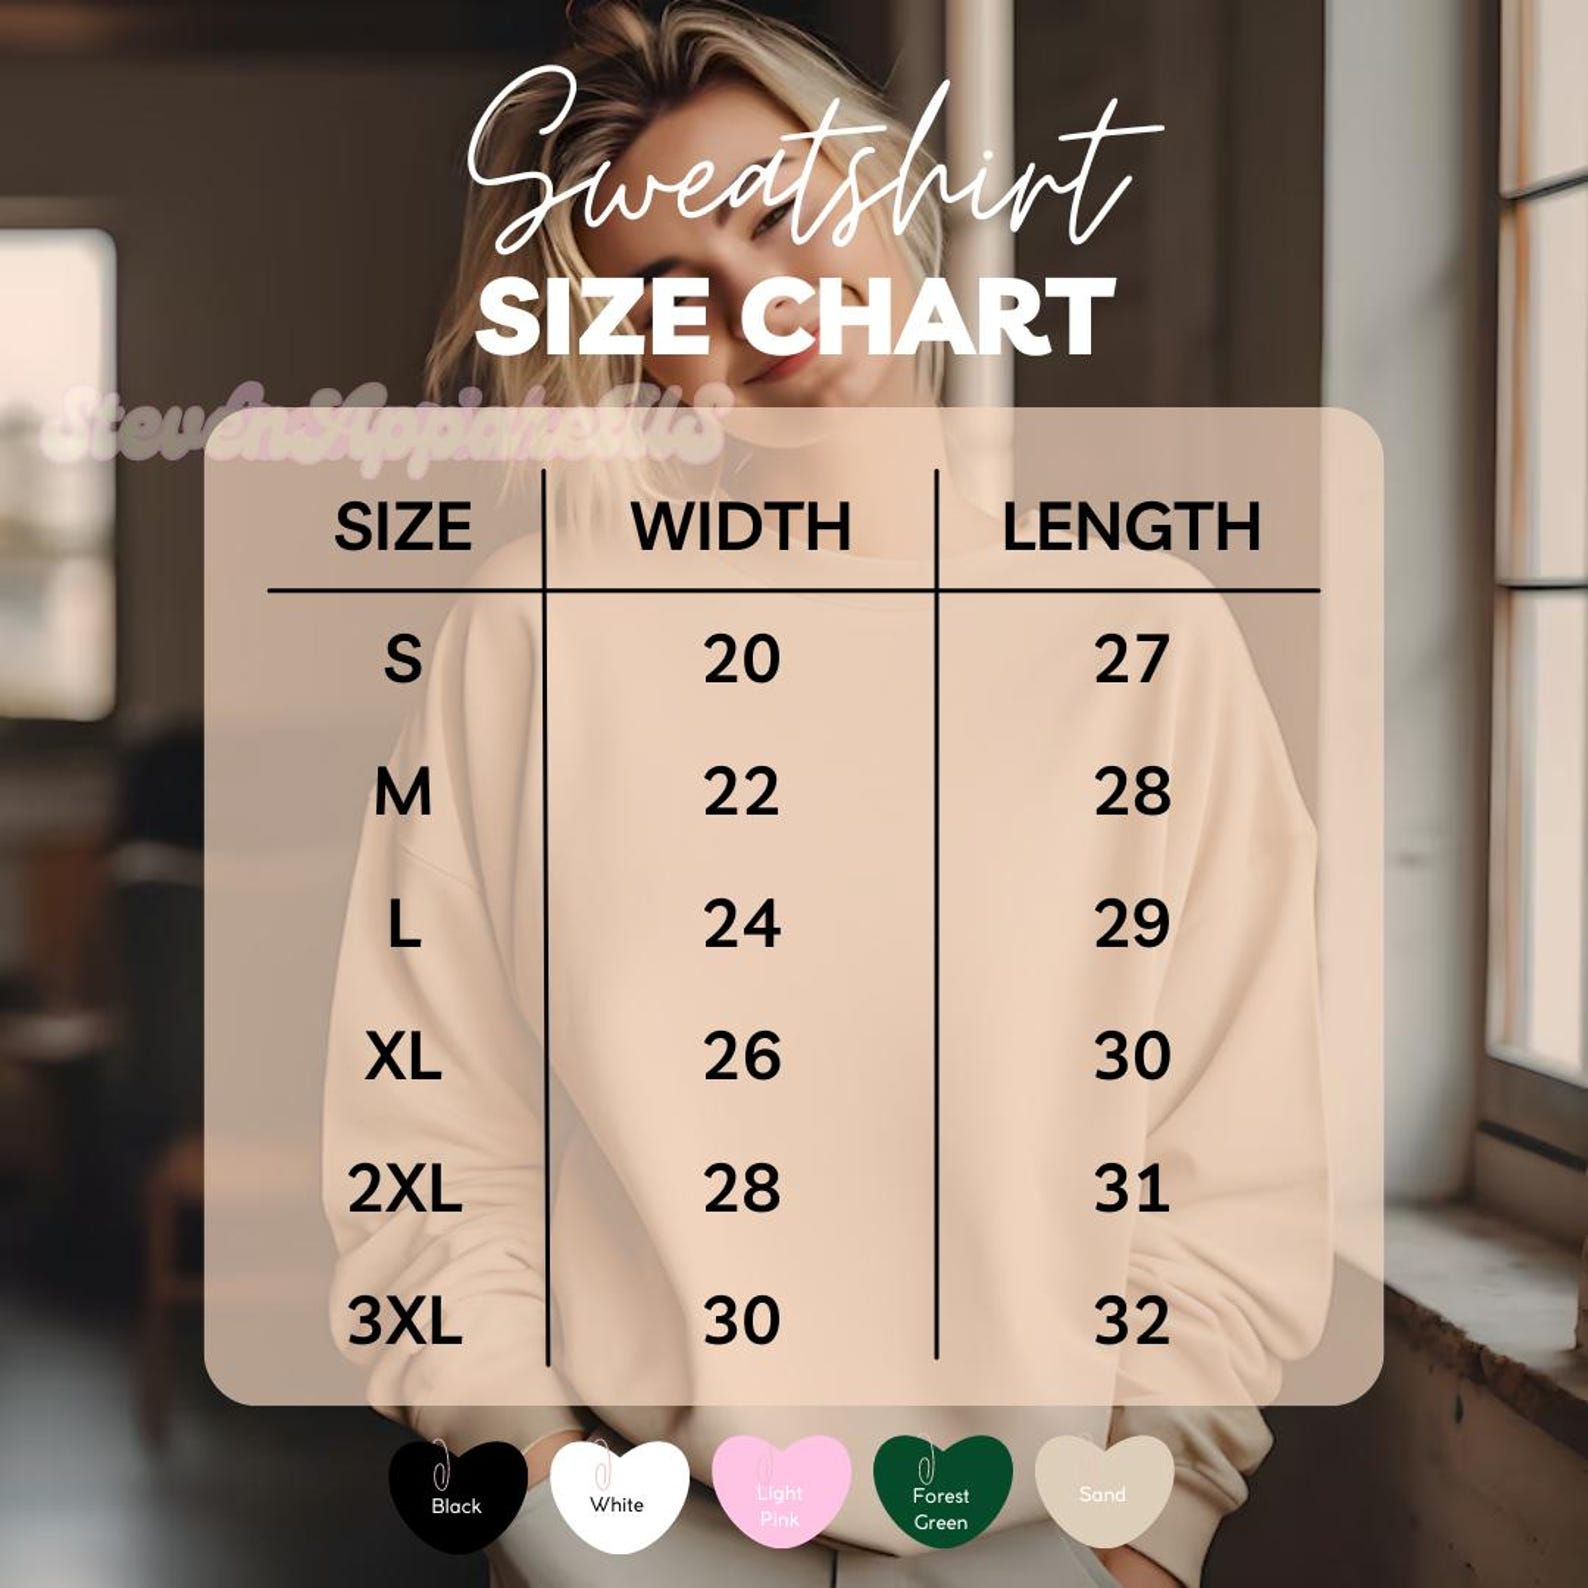 Sweatshirt
SIZE CHART
StevenApparelUS
SIZE WIDTH LENGTH
S 20 27
M 22 28
L 24 29
XL 26 30
2XL 28 31
3XL 30 32
Black
White
Light
Pink
Forest
Green
Sand